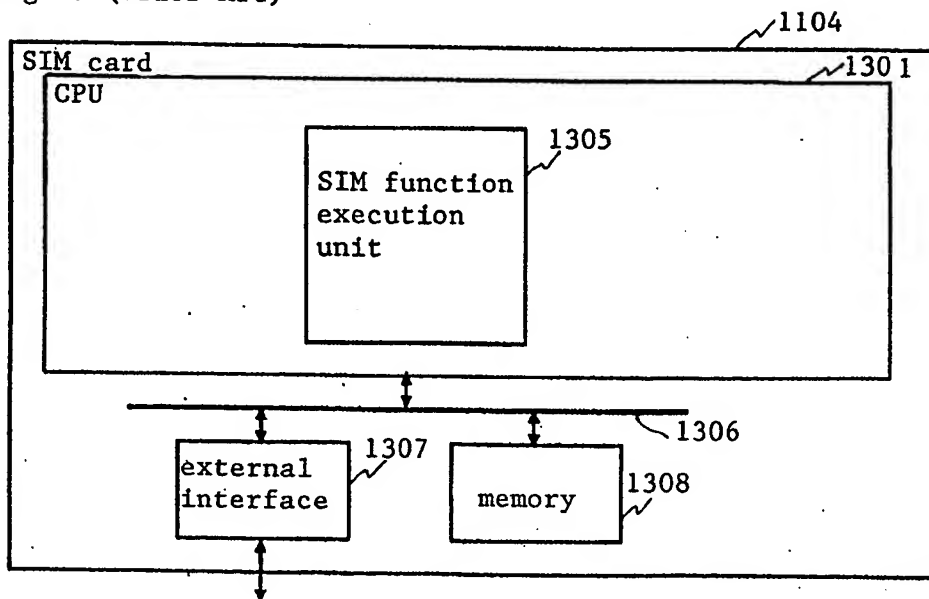 1104
SIM card
1301
CPU
1305
SIM function
execution
unit
1306
1307
external
interface
1308
memory